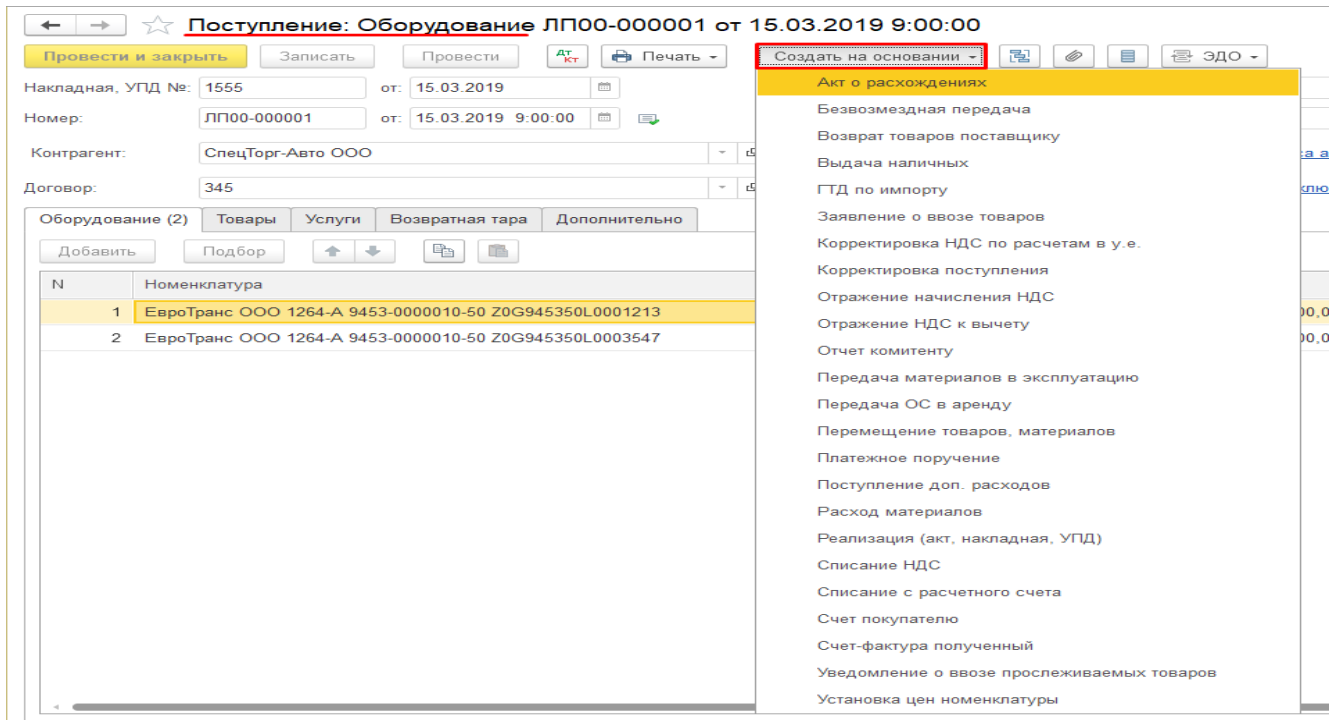 Поступление: Оборудование ЛП00-000001 от 15.03.2019 9:00:00
Провести и закрыть Записать Провести Дт Кт Печать Создать на основании ЭДО
Накладная, УПД №: 1555 от: 15.03.2019
Номер: ЛП00-000001 от: 15.03.2019 9:00:00
Контрагент: СпецТорг-Авто ООО
Договор: 345
Оборудование (2) Товары Услуги Возвратная тара Дополнительно
Добавить Подбор
N Номенклатура
1 ЕвроТранс ООО 1264-А 9453-0000010-50 Z0G945350L0001213
2 ЕвроТранс ООО 1264-А 9453-0000010-50 Z0G945350L0003547
Акт о расхождениях
Безвозмездная передача
Возврат товаров поставщику
Выдача наличных
ГТД по импорту
Заявление о ввозе товаров
Корректировка НДС по расчетам в у.е.
Корректировка поступления
Отражение начисления НДС
Отражение НДС к вычету
Отчет комитенту
Передача материалов в эксплуатацию
Передача ОС в аренду
Перемещение товаров, материалов
Платежное поручение
Поступление доп. расходов
Расход материалов
Реализация (акт, накладная, УПД)
Списание НДС
Списание с расчетного счета
Счет покупателю
Счет-фактура полученный
Уведомление о ввозе прослеживаемых товаров
Установка цен номенклатуры